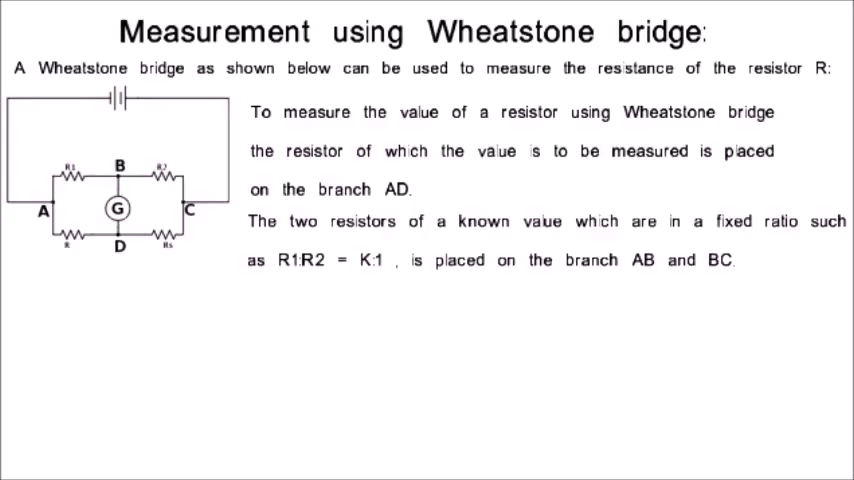 Measurement using Wheatstone bridge:
A Wheatstone bridge as shown below can be used to measure the resistance of the resistor R:
To measure the value of a resistor using Wheatstone bridge
the resistor of which the value is to be measured is placed
on the branch AD.
The two resistors of a known value which are in a fixed ratio such
as R1:R2 = K:1 , is placed on the branch AB and BC.
R1 B R2
A G C
R D Rs